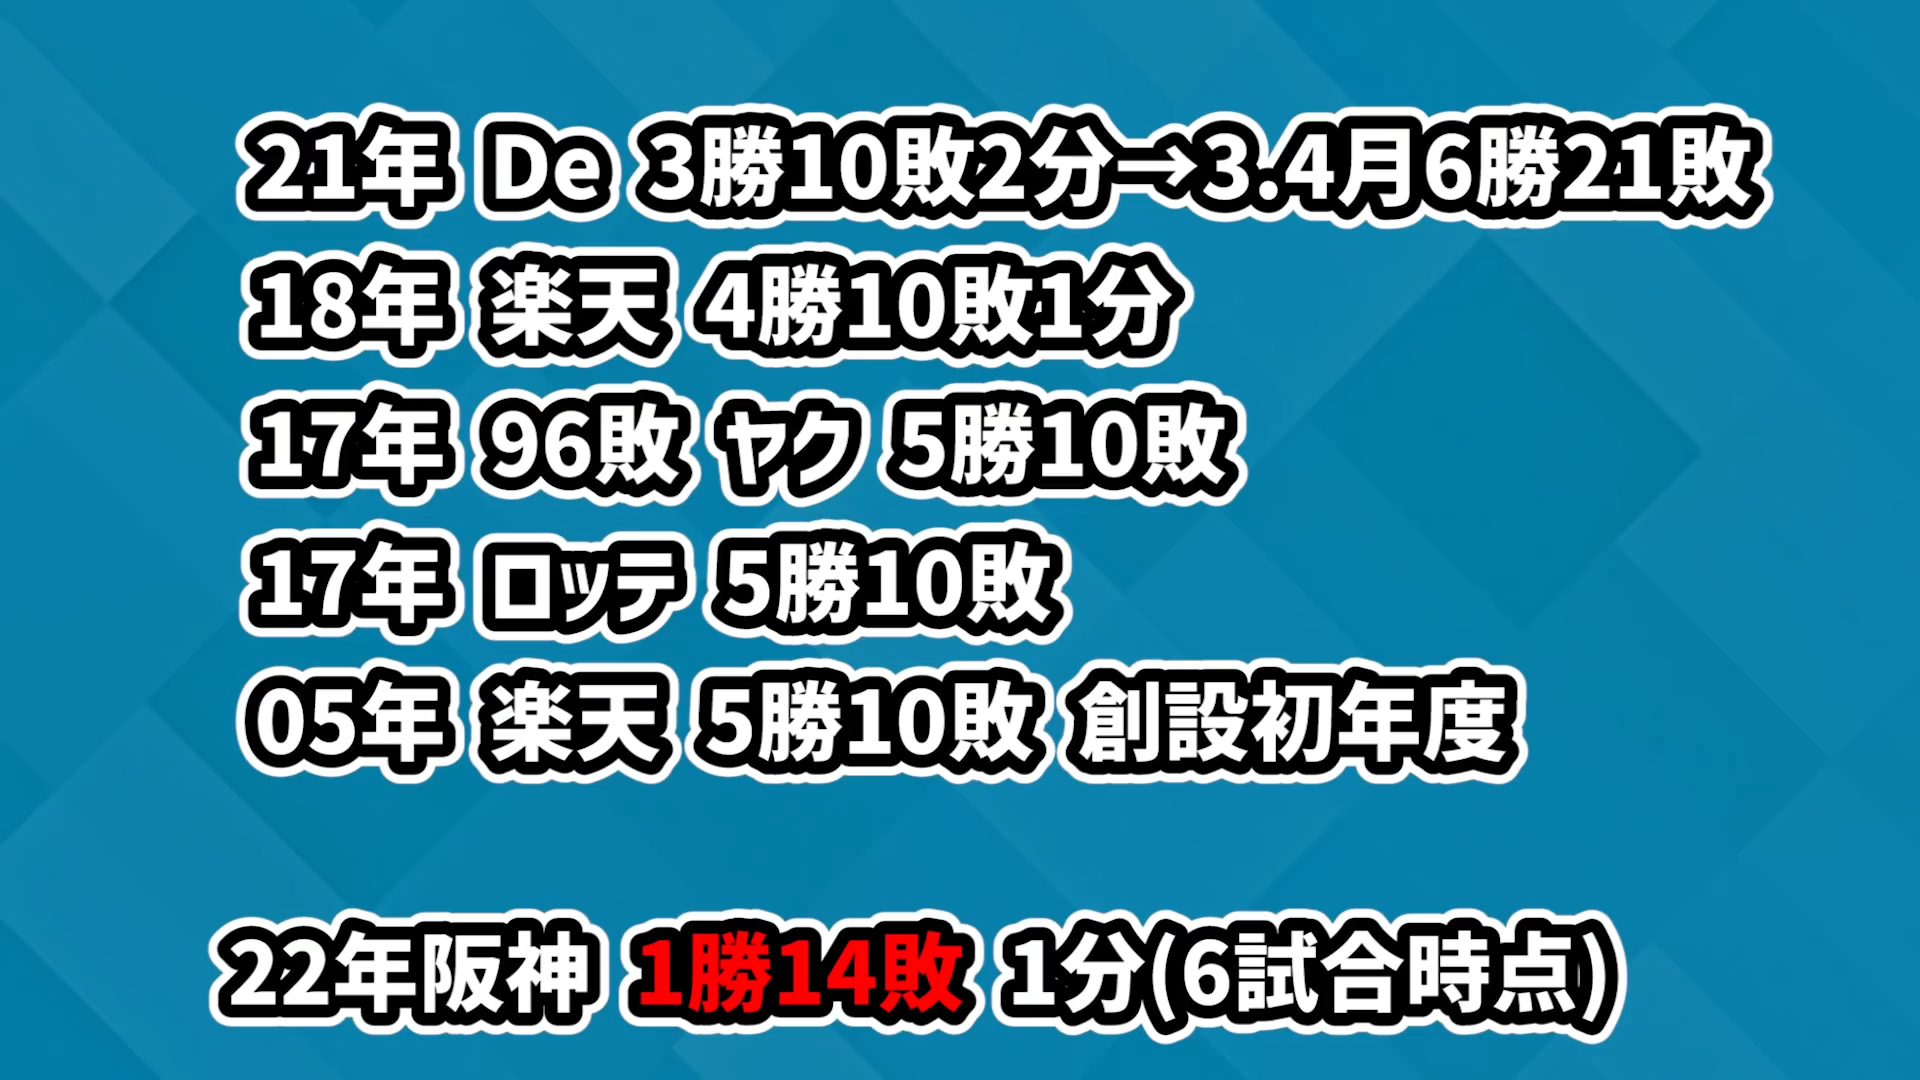 21年 De 3勝10敗2分⇒3.4月6勝21敗
18年 楽天 4勝10敗1分
17年 96敗 ヤク 5勝10敗
17年 ロッテ 5勝10敗
05年 楽天 5勝10敗 創設初年度
22年阪神 1勝14敗 1分(6試合時点)